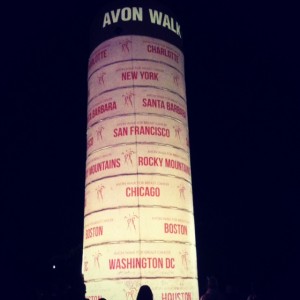 AVON WALK
CHARLOTTE
NEW YORK
BARBARA SANTA BARBARA
SAN FRANCISCO
MOUNTAINS ROCKY MOUNTAINS
CHICAGO
BOSTON BOSTON
WASHINGTON DC
HOUSTON